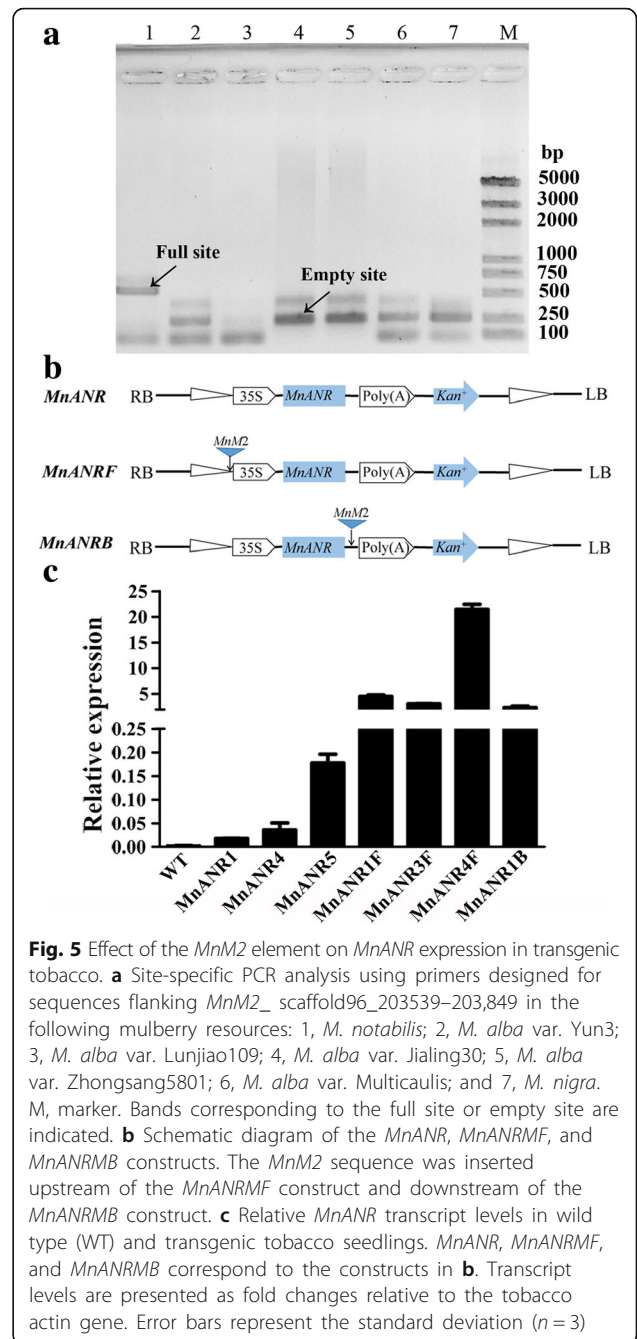 a
1 2 3 4 5 6 7 M
bp
5000
3000
2000
1000
750
500
250
100
Full site
Empty site
b
MnANR RB 35S MnANR Poly(A) Kan⁺ LB
MnM2
MnANRF RB 35S MnANR Poly(A) Kan⁺ LB
MnM2
MnANRB RB 35S MnANR Poly(A) Kan⁺ LB
c
Relative expression
25
20
15
10
5
0.25
0.20
0.15
0.10
0.05
0.00
WT MnANR1 MnANR4 MnANR5 MnANR1F MnANR3F MnANR4F MnANR1B
Fig. 5 Effect of the MnM2 element on MnANR expression in transgenic
tobacco. a Site-specific PCR analysis using primers designed for
sequences flanking MnM2_ scaffold96_203539–203,849 in the
following mulberry resources: 1, M. notabilis; 2, M. alba var. Yun3;
3, M. alba var. Lunjiao109; 4, M. alba var. Jialing30; 5, M. alba
var. Zhongsang5801; 6, M. alba var. Multicaulis; and 7, M. nigra.
M, marker. Bands corresponding to the full site or empty site are
indicated. b Schematic diagram of the MnANR, MnANRMF, and
MnANRMB constructs. The MnM2 sequence was inserted
upstream of the MnANRMF construct and downstream of the
MnANRMB construct. c Relative MnANR transcript levels in wild
type (WT) and transgenic tobacco seedlings. MnANR, MnANRMF,
and MnANRMB correspond to the constructs in b. Transcript
levels are presented as fold changes relative to the tobacco
actin gene. Error bars represent the standard deviation (n = 3)